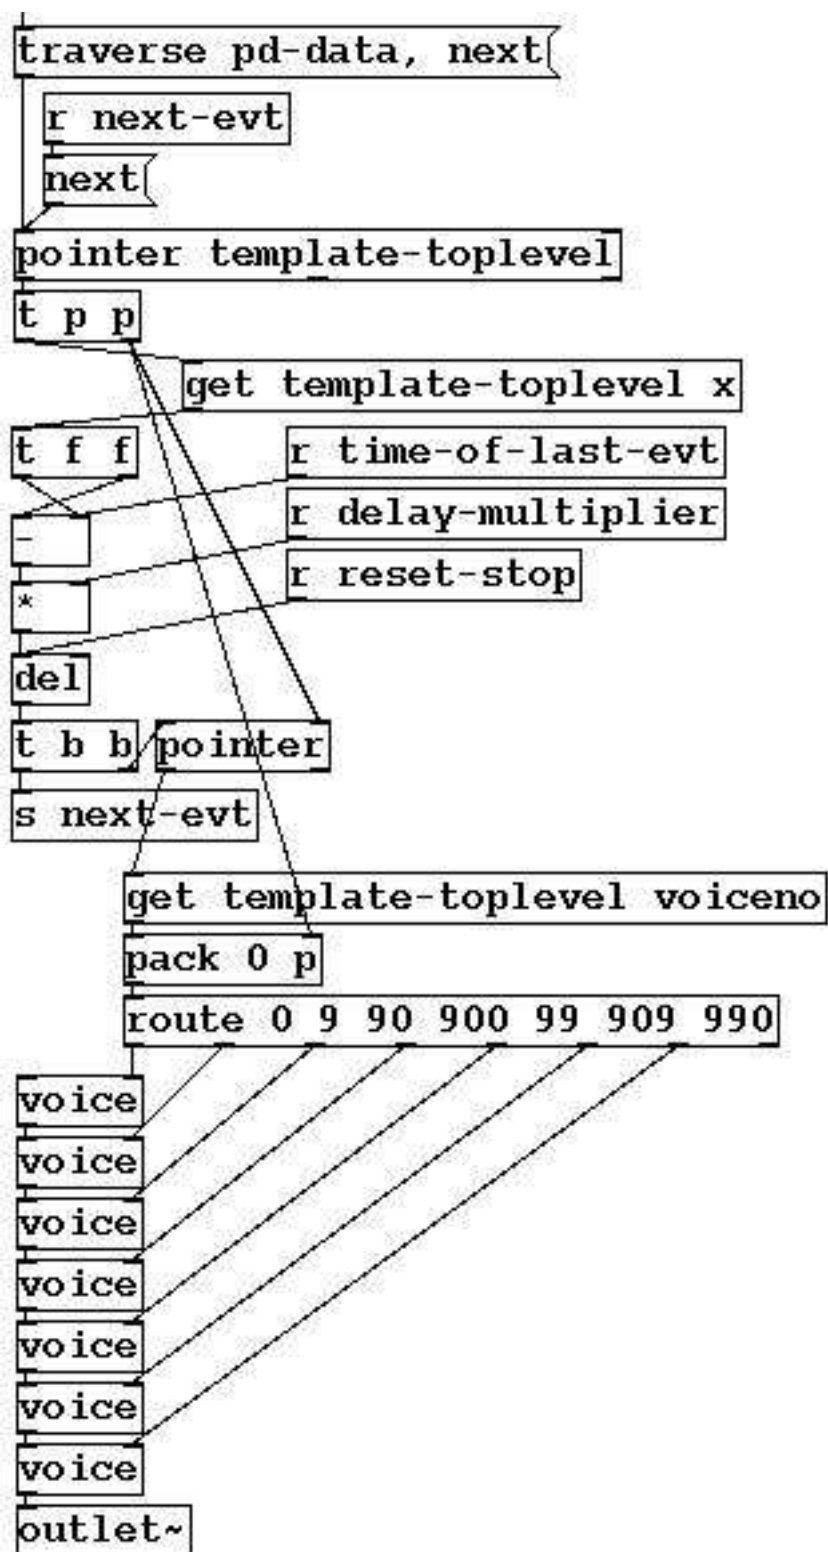 traverse pd-data, next
r next-evt
next
pointer template-toplevel
t p p
get template-toplevel x
t f f
r time-of-last-evt
-
r delay-multiplier
*
r reset-stop
del
t b b
pointer
s next-evt
get template-toplevel voiceno
pack 0 p
route 0 9 90 900 99 909 990
voice
voice
voice
voice
voice
voice
voice
outlet~